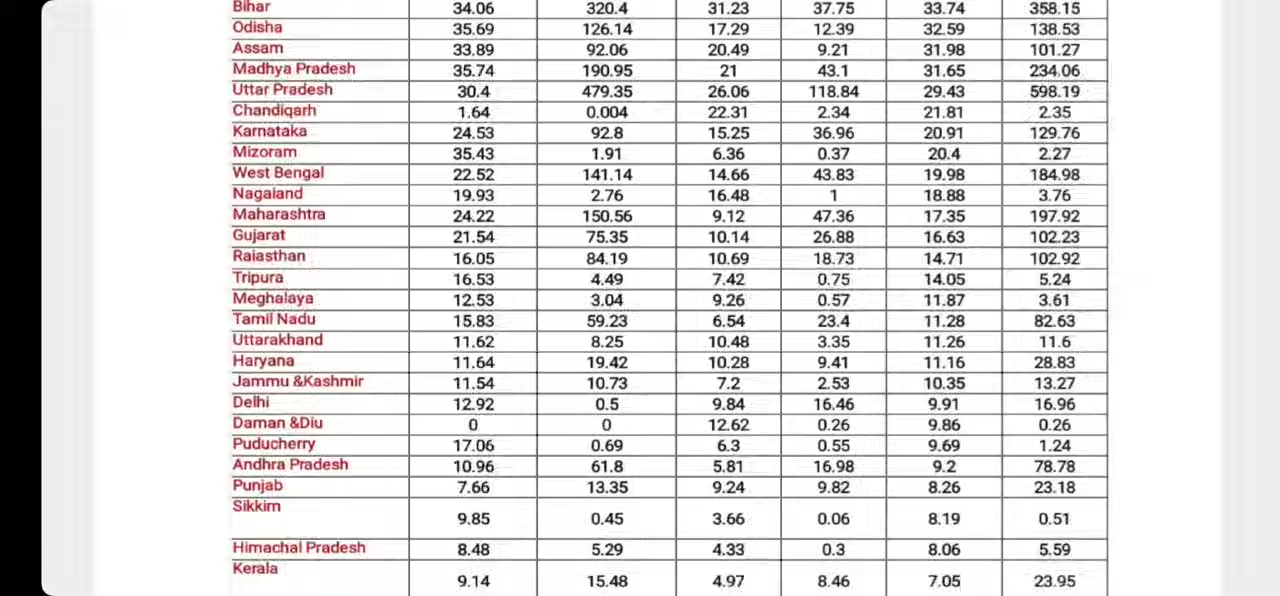 Bihar 34.06 320.4 31.23 37.75 33.74 358.15
Odisha 35.69 126.14 17.29 12.39 32.59 138.53
Assam 33.89 92.06 20.49 9.21 31.98 101.27
Madhya Pradesh 35.74 190.95 21 43.1 31.65 234.06
Uttar Pradesh 30.4 479.35 26.06 118.84 29.43 598.19
Chandigarh 1.64 0.004 22.31 2.34 21.81 2.35
Karnataka 24.53 92.8 15.25 36.96 20.91 129.76
Mizoram 35.43 1.91 6.36 0.37 20.4 2.27
West Bengal 22.52 141.14 14.66 43.83 19.98 184.98
Nagaland 19.93 2.76 16.48 1 18.88 3.76
Maharashtra 24.22 150.56 9.12 47.36 17.35 197.92
Gujarat 21.54 75.35 10.14 26.88 16.63 102.23
Rajasthan 16.05 84.19 10.69 18.73 14.71 102.92
Tripura 16.53 4.49 7.42 0.75 14.05 5.24
Meghalaya 12.53 3.04 9.26 0.57 11.87 3.61
Tamil Nadu 15.83 59.23 6.54 23.4 11.28 82.63
Uttarakhand 11.62 8.25 10.48 3.35 11.26 11.6
Haryana 11.64 19.42 10.28 9.41 11.16 28.83
Jammu &Kashmir 11.54 10.73 7.2 2.53 10.35 13.27
Delhi 12.92 0.5 9.84 16.46 9.91 16.96
Daman &Diu 0 0 12.62 0.26 9.86 0.26
Puducherry 17.06 0.69 6.3 0.55 9.69 1.24
Andhra Pradesh 10.96 61.8 5.81 16.98 9.2 78.78
Punjab 7.66 13.35 9.24 9.82 8.26 23.18
Sikkim 9.85 0.45 3.66 0.06 8.19 0.51
Himachal Pradesh 8.48 5.29 4.33 0.3 8.06 5.59
Kerala 9.14 15.48 4.97 8.46 7.05 23.95